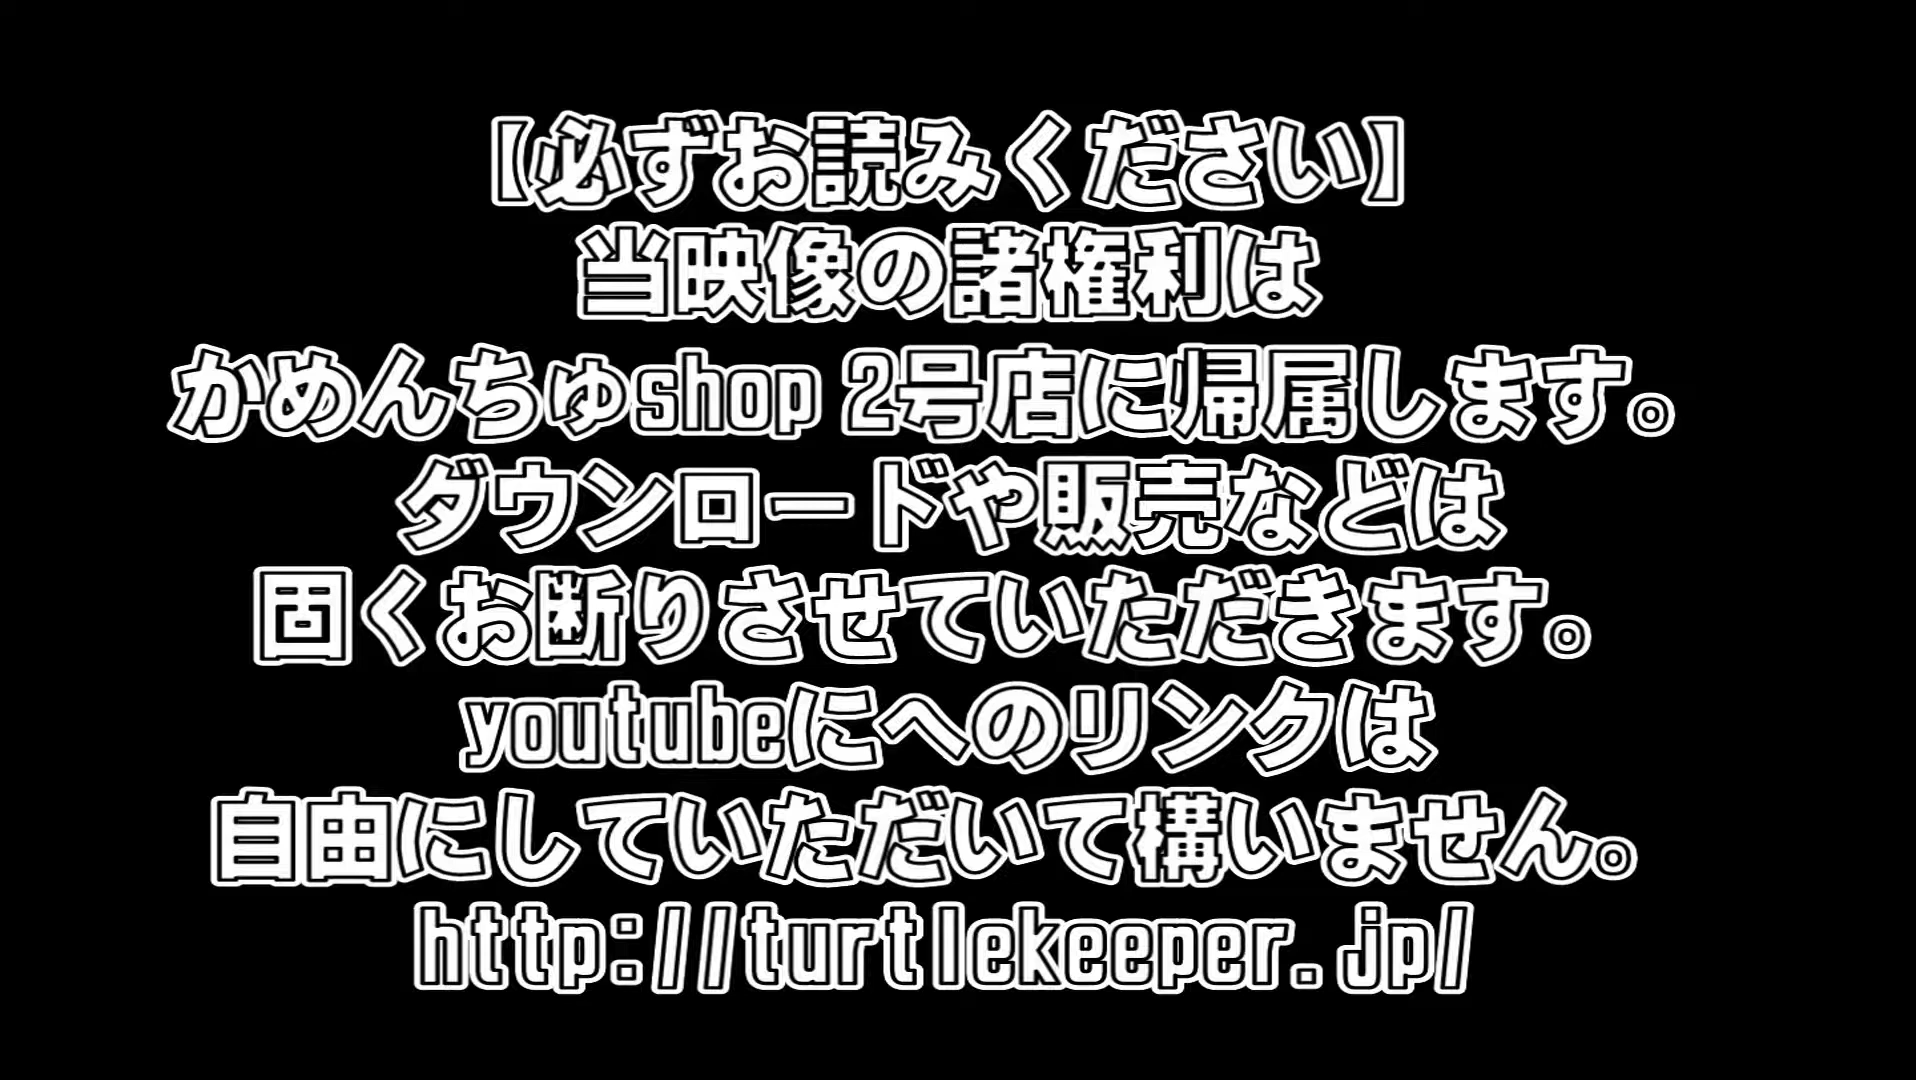 【必ずお読みください】
当映像の諸権利は
かめんちゅshop 2号店に帰属します。
ダウンロードや販売などは
固くお断りさせていただきます。
youtubeにへのリンクは
自由にしていただいて構いません。
http://turtlekeeper.jp/